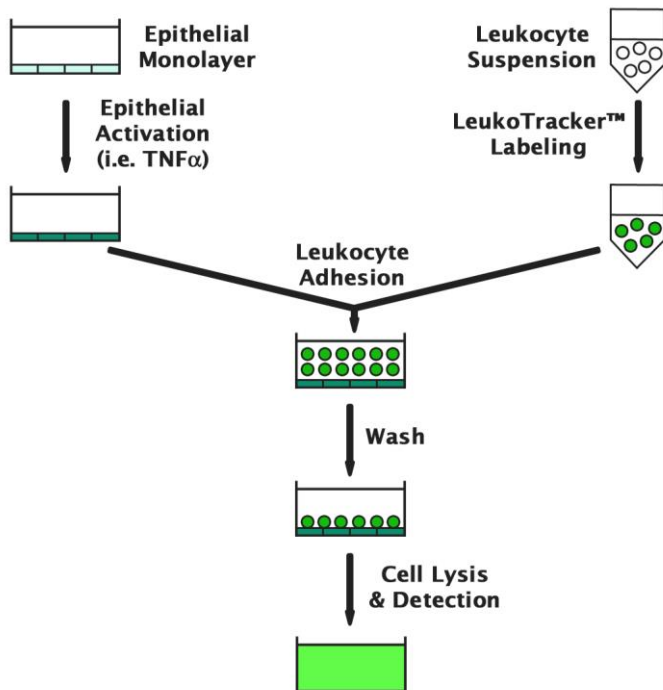 Epithelial
Monolayer
Leukocyte
Suspension
Epithelial
Activation
(i.e. TNFα)
LeukoTracker™
Labeling
Leukocyte
Adhesion
Wash
Cell Lysis
& Detection